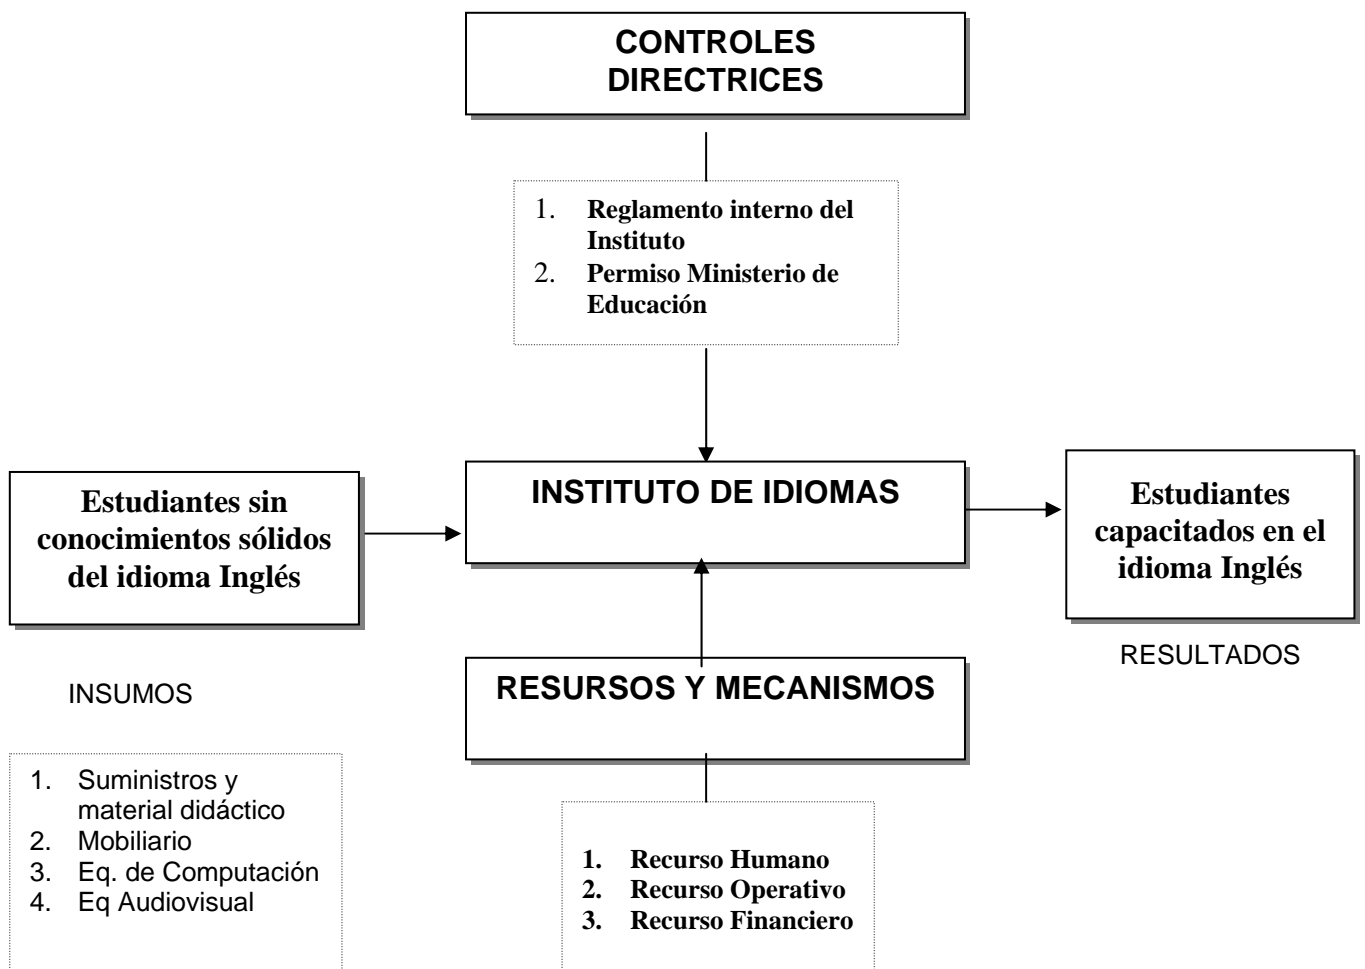 CONTROLES
DIRECTRICES
1. Reglamento interno del
Instituto
2. Permiso Ministerio de
Educación
Estudiantes sin
conocimientos sólidos
del idioma Inglés
INSTITUTO DE IDIOMAS
Estudiantes
capacitados en el
idioma Inglés
RESULTADOS
INSUMOS
RESURSOS Y MECANISMOS
1. Suministros y
material didáctico
2. Mobiliario
3. Eq. de Computación
4. Eq Audiovisual
1. Recurso Humano
2. Recurso Operativo
3. Recurso Financiero